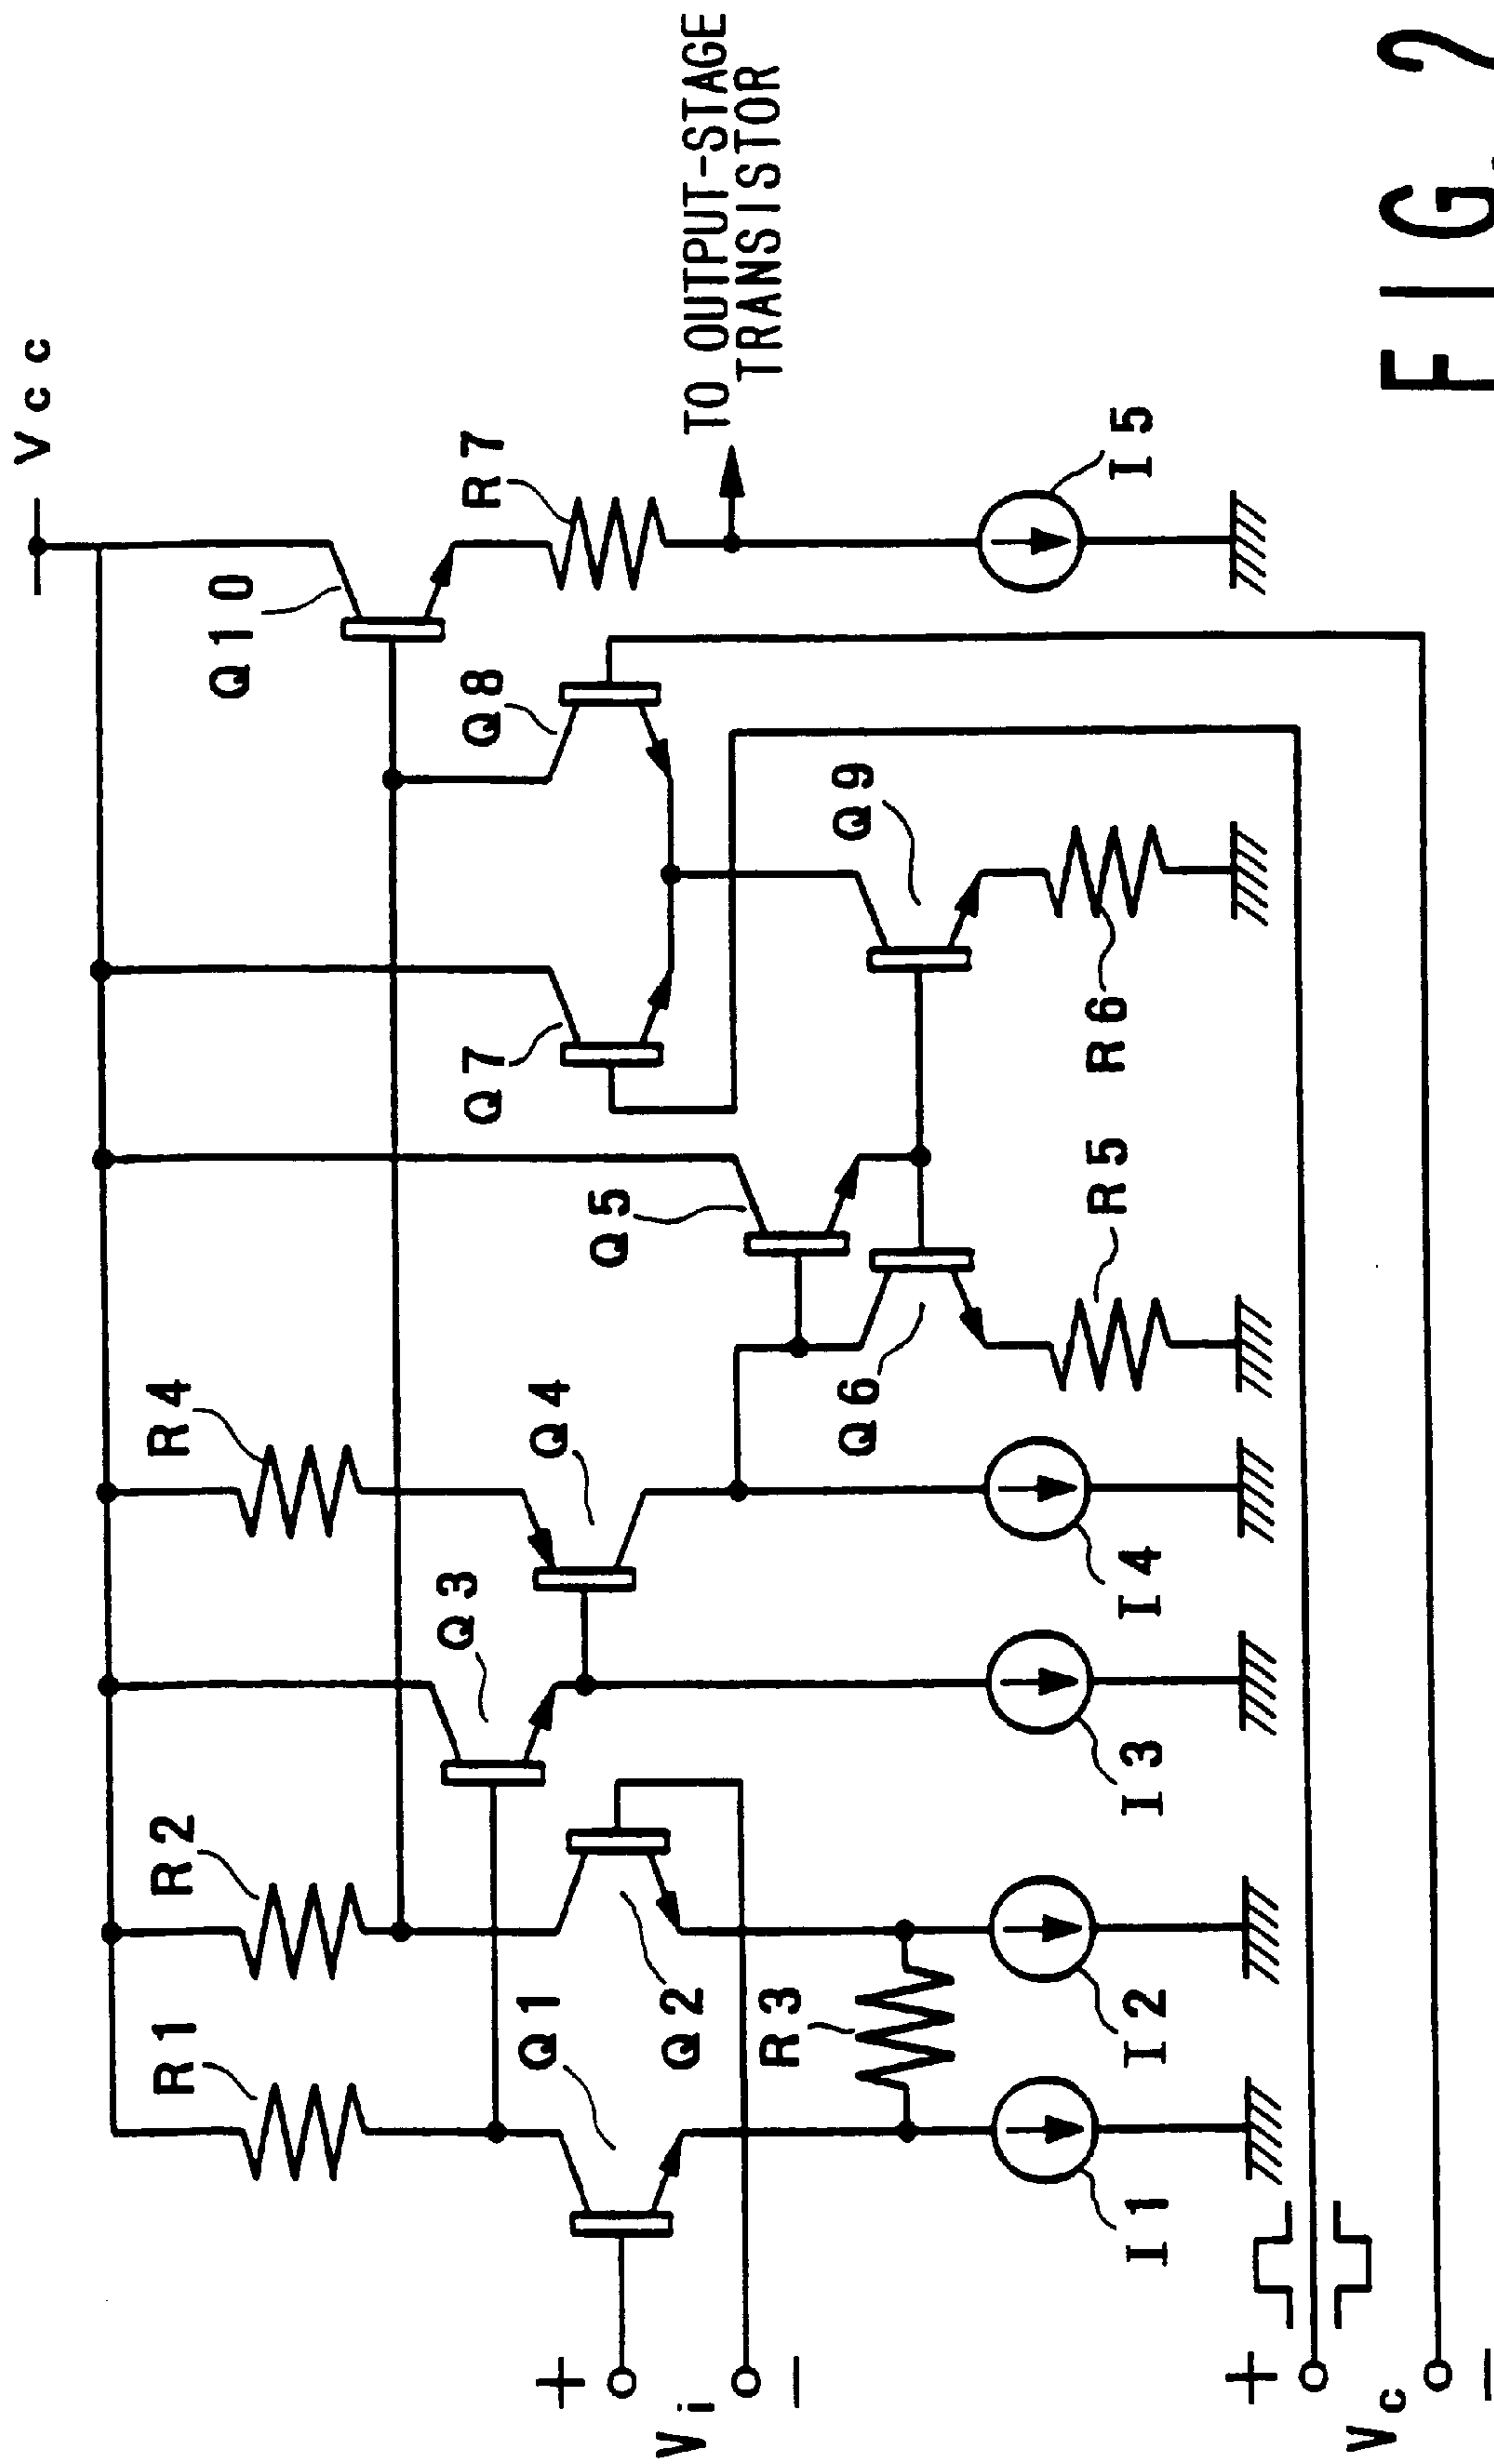 Vcc
R1
R2
R4
Q10
R7
Q3
Q4
Q7
Q8
Q1
Q5
TO OUTPUT-STAGE
TRANSISTOR
+
Vi
−
Q2
R3
Q6
Q9
R5
R6
I1
I2
I3
I4
I5
+
Vc
−
FIG. 2